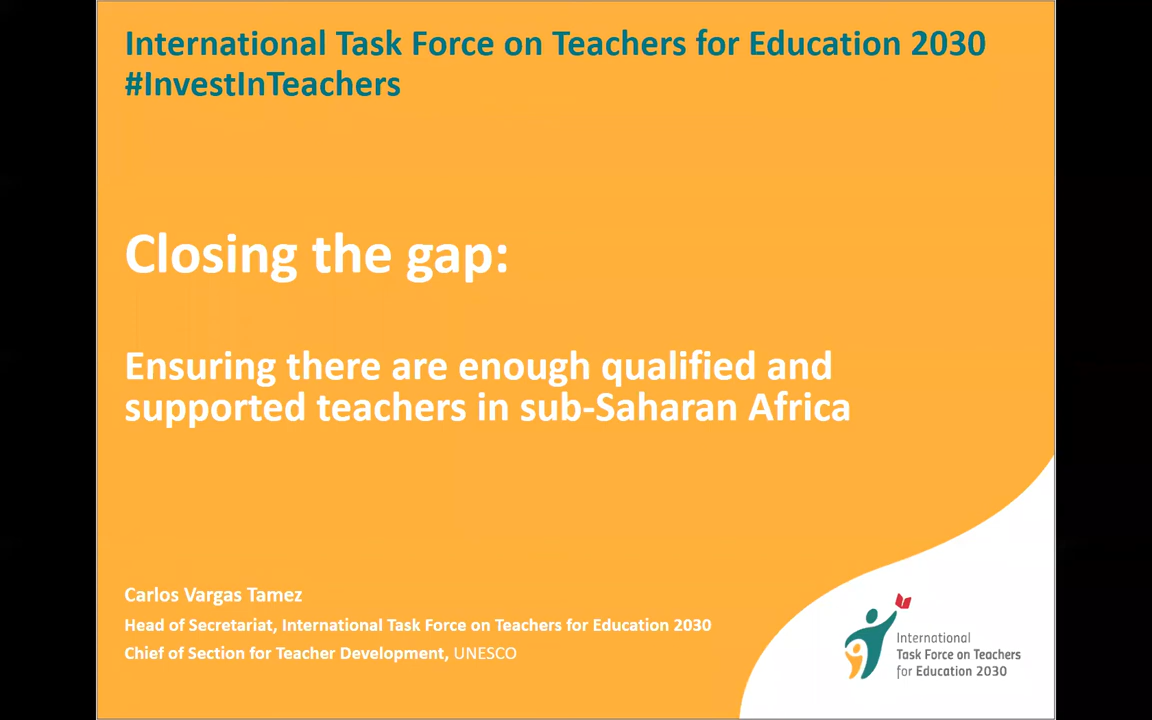 International Task Force on Teachers for Education 2030
#InvestInTeachers
Closing the gap:
Ensuring there are enough qualified and
supported teachers in sub-Saharan Africa
Carlos Vargas Tamez
Head of Secretariat, International Task Force on Teachers for Education 2030
Chief of Section for Teacher Development, UNESCO
International
Task Force on Teachers
for Education 2030